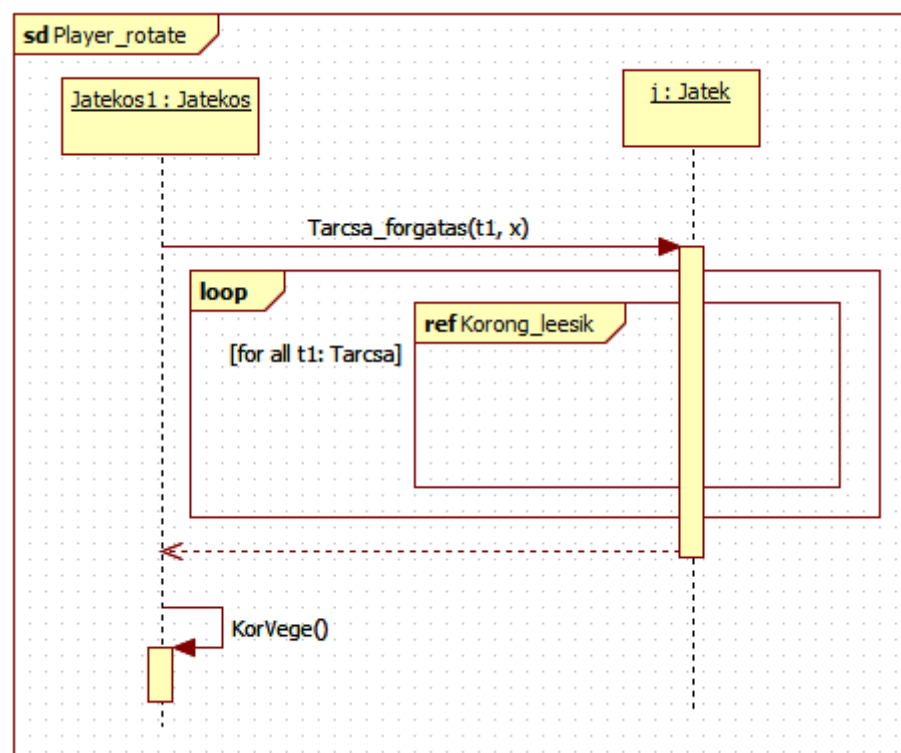 sd Player_rotate
Jatekos1 : Jatekos
j : Jatek
Tarcsa_forgatas(t1, x)
loop
ref Korong_leesik
[for all t1: Tarcsa]
KorVege()